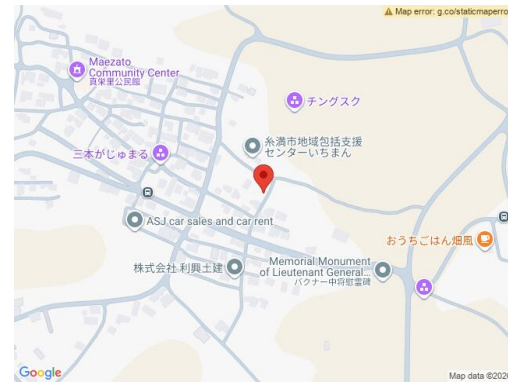 Map error: g.co/staticmaperro
Maezato
Community Center
真栄里公民館
チングスク
糸満市地域包括支援
センターいちまん
三本がじゅまる
ASJ car sales and car rent
おうちごはん畑風
Memorial Monument
of Lieutenant General...
バクナー中将慰霊碑
株式会社 利興土建
Google
Map data ©2026